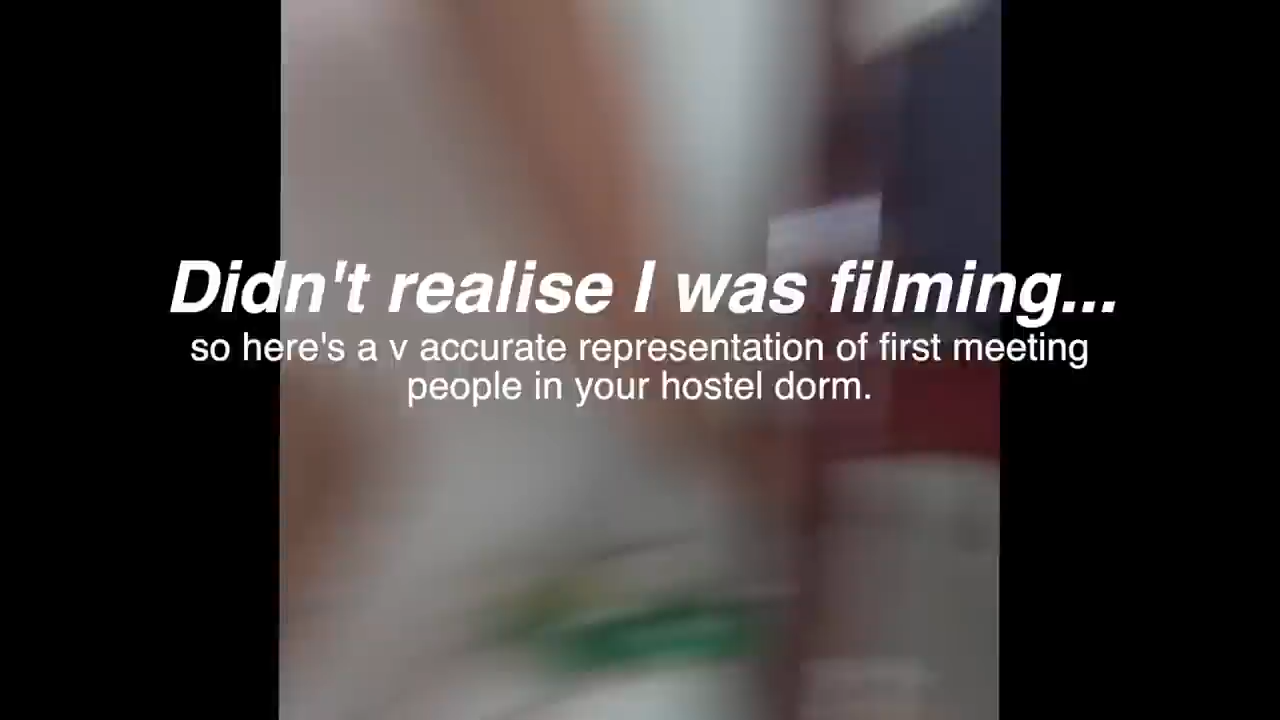 Didn't realise I was filming...
so here's a v accurate representation of first meeting
people in your hostel dorm.